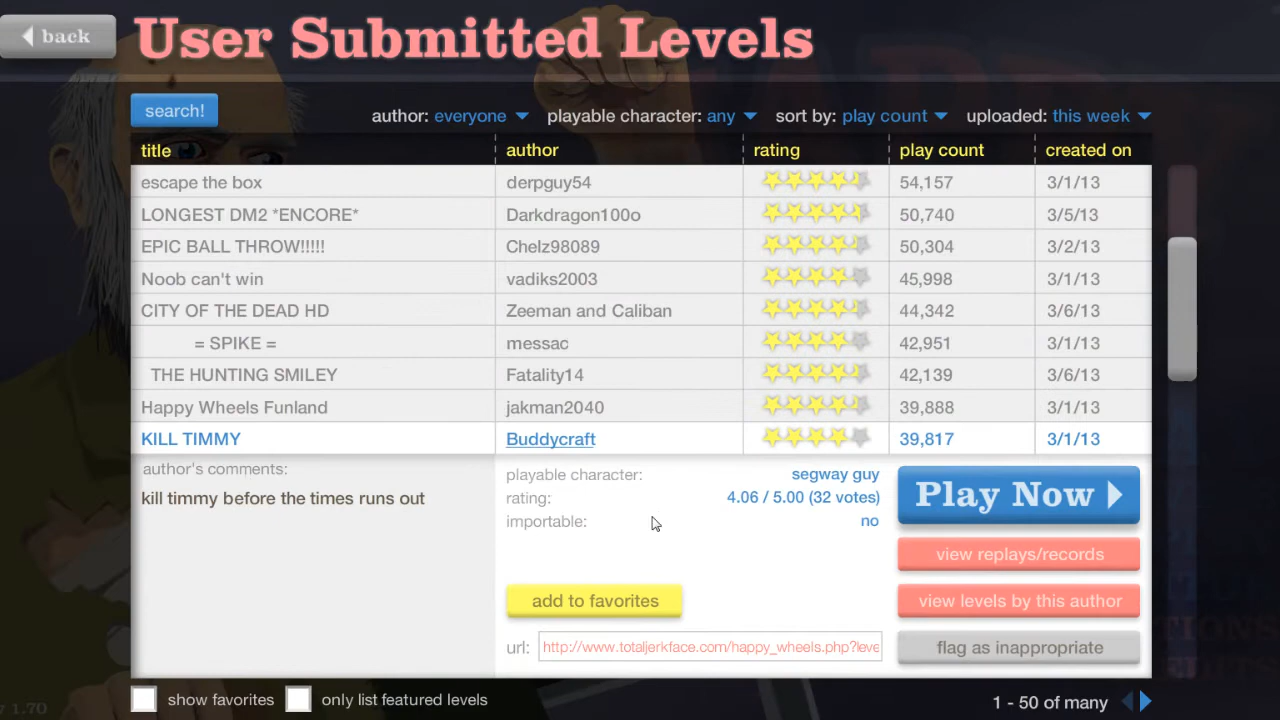 back
User Submitted Levels
search!
author: everyone playable character: any sort by: play count uploaded: this week
title author rating play count created on
escape the box derpguy54 54,157 3/1/13
LONGEST DM2 *ENCORE* Darkdragon100o 50,740 3/5/13
EPIC BALL THROW!!!!! Chelz98089 50,304 3/2/13
Noob can't win vadiks2003 45,998 3/1/13
CITY OF THE DEAD HD Zeeman and Caliban 44,342 3/6/13
= SPIKE = messac 42,951 3/1/13
THE HUNTING SMILEY Fatality14 42,139 3/6/13
Happy Wheels Funland jakman2040 39,888 3/1/13
KILL TIMMY Buddycraft 39,817 3/1/13
author's comments:
kill timmy before the times runs out
playable character: segway guy
rating: 4.06 / 5.00 (32 votes)
importable: no
Play Now
view replays/records
add to favorites
view levels by this author
url: http://www.totaljerkface.com/happy_wheels.php?leve
flag as inappropriate
show favorites only list featured levels
1 - 50 of many
1.70